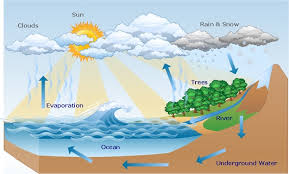 Sun
Clouds
Rain & Snow
Trees
Evaporation
River
Ocean
Underground Water